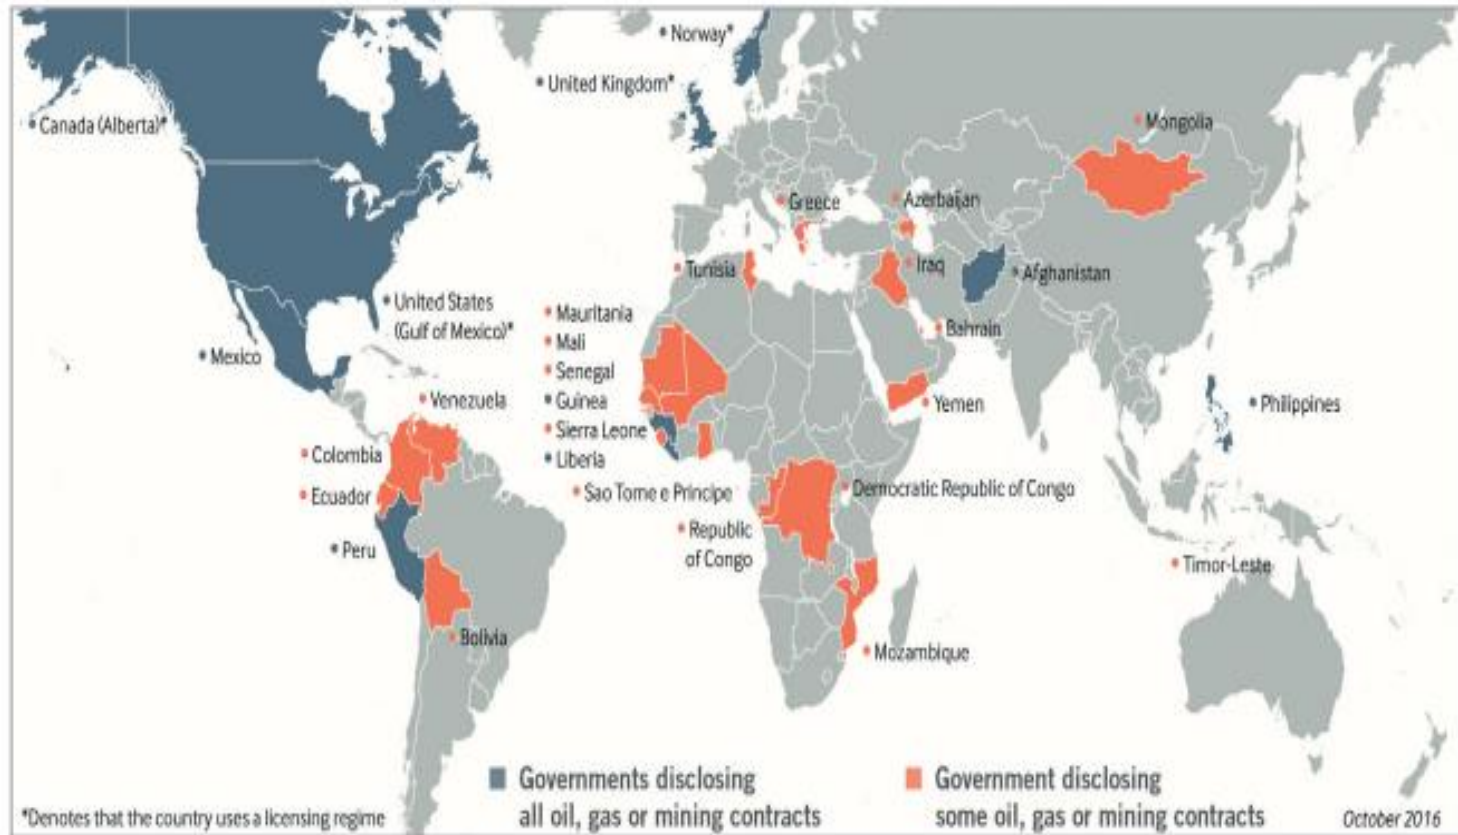 Norway*
United Kingdom*
Canada (Alberta)*
Mongolia
Greece
Azerbaijan
Tunisia
Iraq
Afghanistan
United States
(Gulf of Mexico)*
Mauritania
Mali
Senegal
Guinea
Sierra Leone
Liberia
Bahrain
Mexico
Venezuela
Yemen
Philippines
Colombia
Ecuador
Sao Tome e Principe
Democratic Republic of Congo
Republic
of Congo
Peru
Timor-Leste
Bolivia
Mozambique
Governments disclosing
all oil, gas or mining contracts
Government disclosing
some oil, gas or mining contracts
*Denotes that the country uses a licensing regime
October 2016